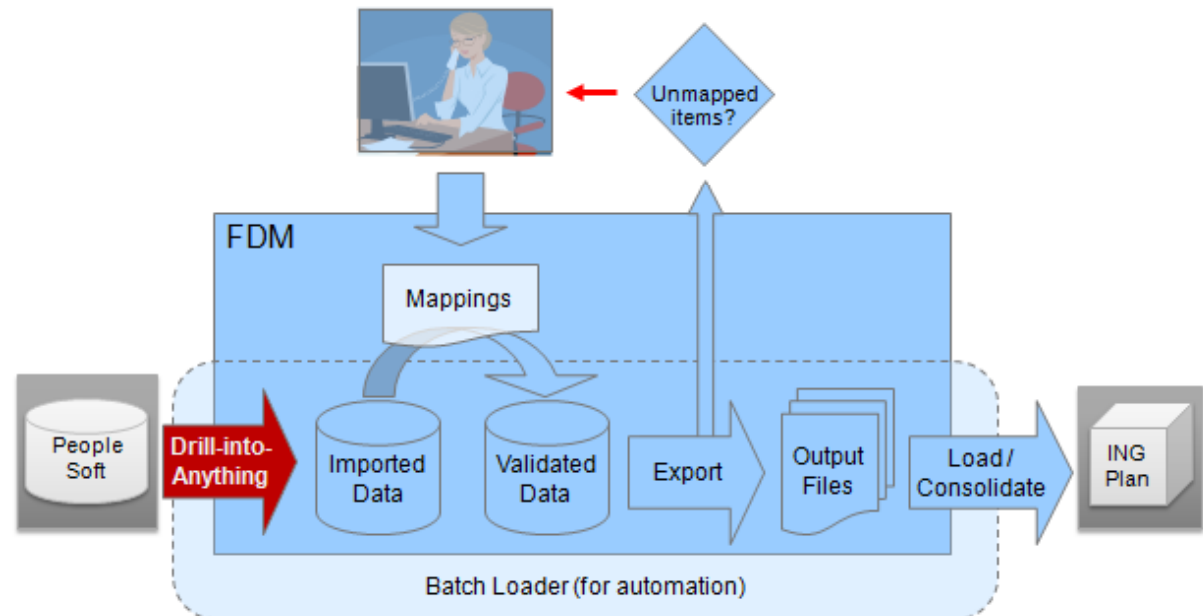 Unmapped
items?
FDM
Mappings
People
Soft
Drill-into-
Anything
Imported
Data
Validated
Data
Export
Output
Files
Load /
Consolidate
ING
Plan
Batch Loader (for automation)